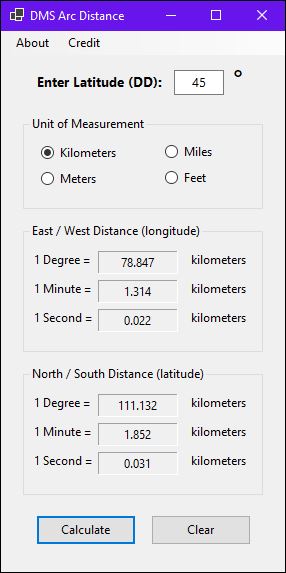 DMS Arc Distance
About Credit
Enter Latitude (DD): 45 °
Unit of Measurement
Kilometers Miles
Meters Feet
East / West Distance (longitude)
1 Degree = 78.847 kilometers
1 Minute = 1.314 kilometers
1 Second = 0.022 kilometers
North / South Distance (latitude)
1 Degree = 111.132 kilometers
1 Minute = 1.852 kilometers
1 Second = 0.031 kilometers
Calculate Clear